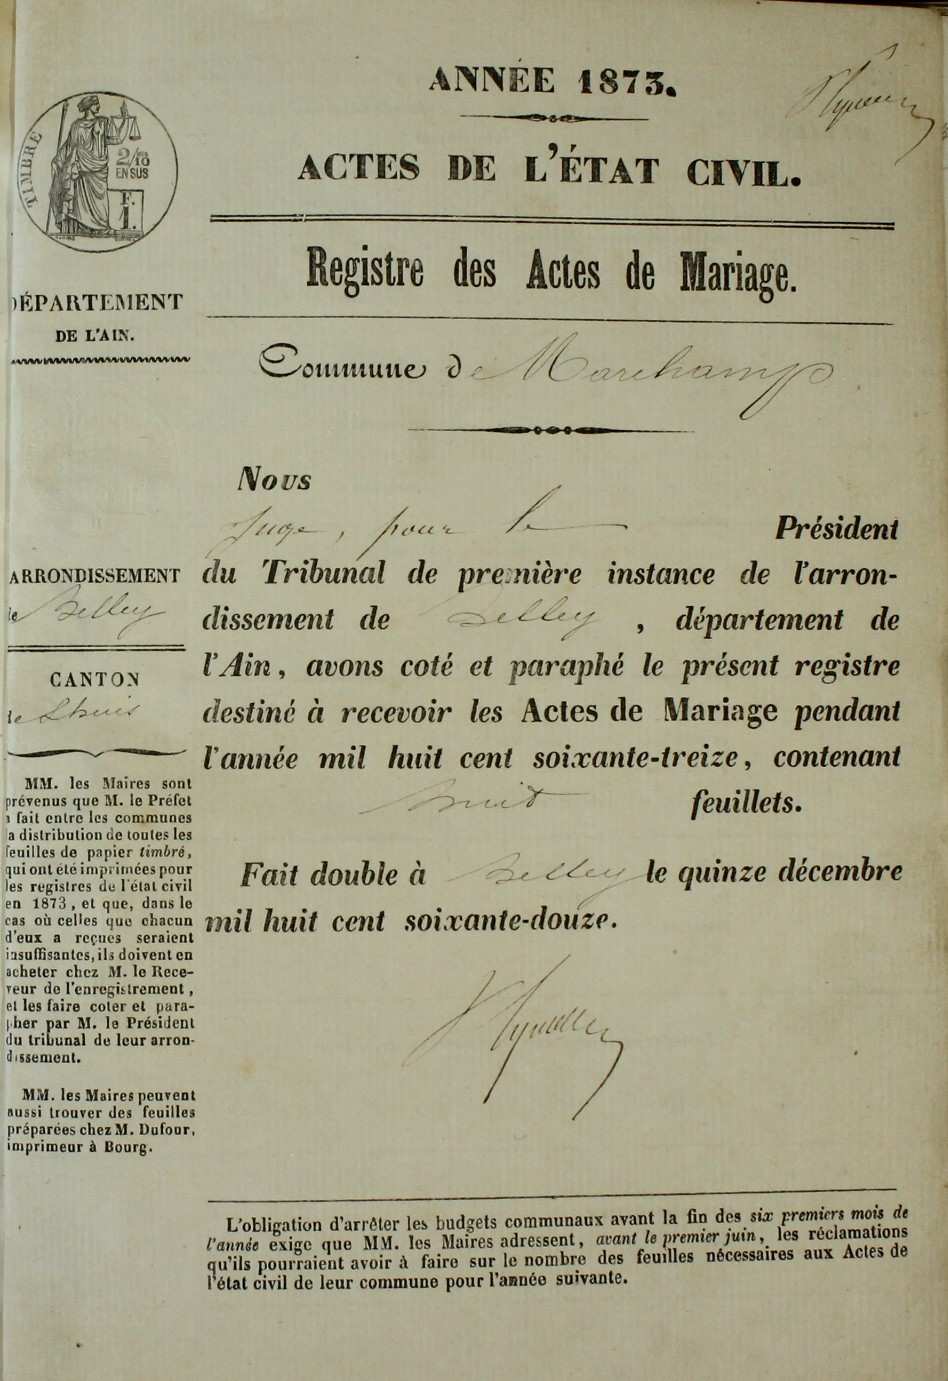 ANNÉE 1873.
ACTES DE L'ÉTAT CIVIL.
TIMBRE
2/10
EN SUS
F.
1.
Registre des Actes de Mariage.
DÉPARTEMENT
DE L'AIN.
Commune de Marchamp
Nous
Juge, pour le Président
du Tribunal de première instance de l'arron-
dissement de Belley, département de
l'Ain, avons coté et paraphé le présent registre
destiné à recevoir les Actes de Mariage pendant
l'année mil huit cent soixante-treize, contenant
huit feuillets.
Fait double à Belley le quinze décembre
mil huit cent soixante-douze.
ARRONDISSEMENT
de Belley
CANTON
de Lhuis
MM. les Maires sont
prévenus que M. le Préfet
a fait entre les communes
la distribution de toutes les
feuilles de papier timbré,
qui ont été imprimées pour
les registres de l'état civil
en 1873, et que, dans le
cas où celles que chacun
d'eux a reçues seraient
insuffisantes, ils doivent en
acheter chez M. le Rece-
veur de l'enregistrement,
et les faire coter et para-
pher par M. le Président
du tribunal de leur arron-
dissement.
MM. les Maires peuvent
aussi trouver des feuilles
préparées chez M. Dufour,
imprimeur à Bourg.
L'obligation d'arrêter les budgets communaux avant la fin des six premiers mois de
l'année exige que MM. les Maires adressent, avant le premier juin, les réclamations
qu'ils pourraient avoir à faire sur le nombre des feuilles nécessaires aux Actes de
l'état civil de leur commune pour l'année suivante.